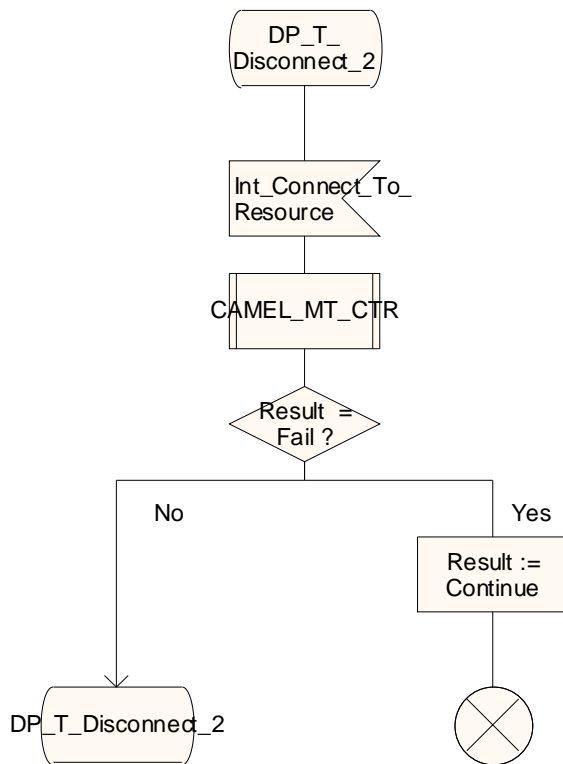 DP_T_
Disconnect_2
Int_Connect_To_
Resource
CAMEL_MT_CTR
Result =
Fail ?
No
Yes
Result :=
Continue
DP_T_Disconnect_2